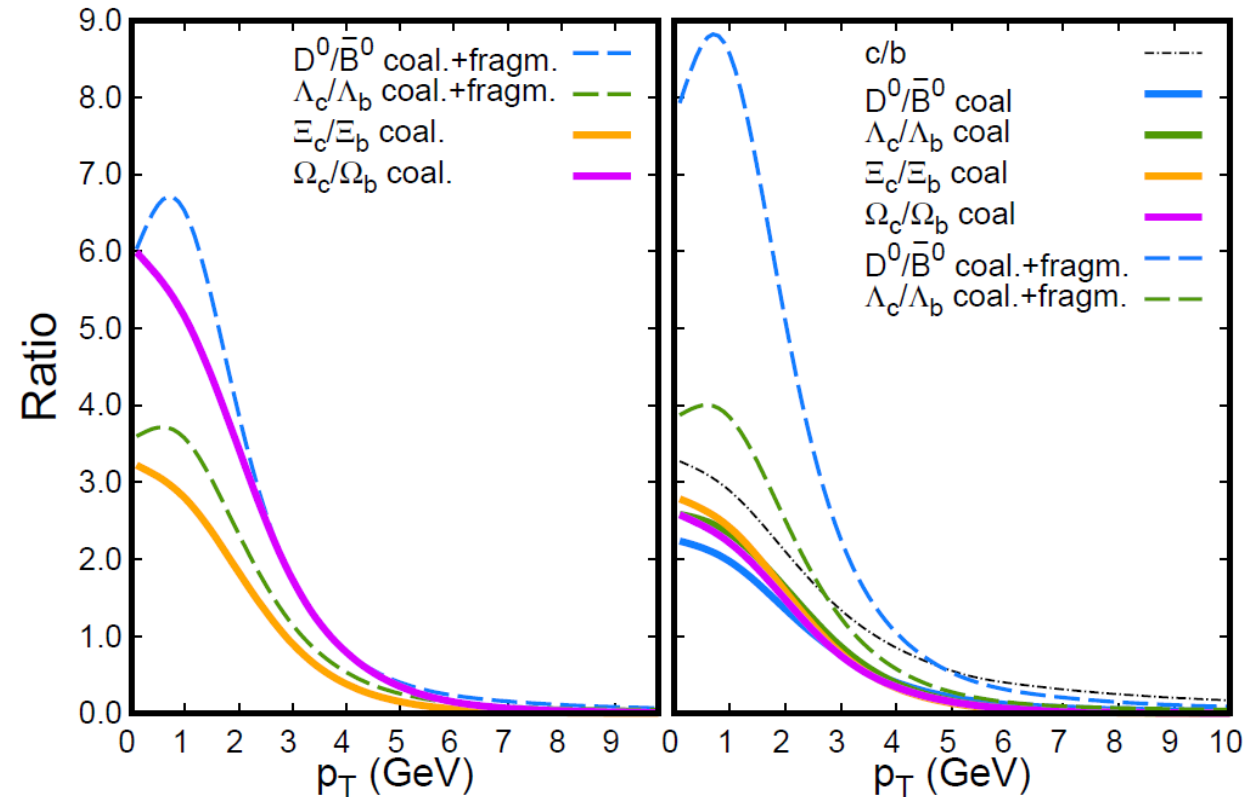 Ratio
9.0
8.0
7.0
6.0
5.0
4.0
3.0
2.0
1.0
0.0
D⁰/B̅⁰ coal.+fragm.
Λc/Λb coal.+fragm.
Ξc/Ξb coal.
Ωc/Ωb coal.
0 1 2 3 4 5 6 7 8 9
pT (GeV)
c/b
D⁰/B̅⁰ coal
Λc/Λb coal
Ξc/Ξb coal
Ωc/Ωb coal
D⁰/B̅⁰ coal.+fragm.
Λc/Λb coal.+fragm.
0 1 2 3 4 5 6 7 8 9 10
pT (GeV)